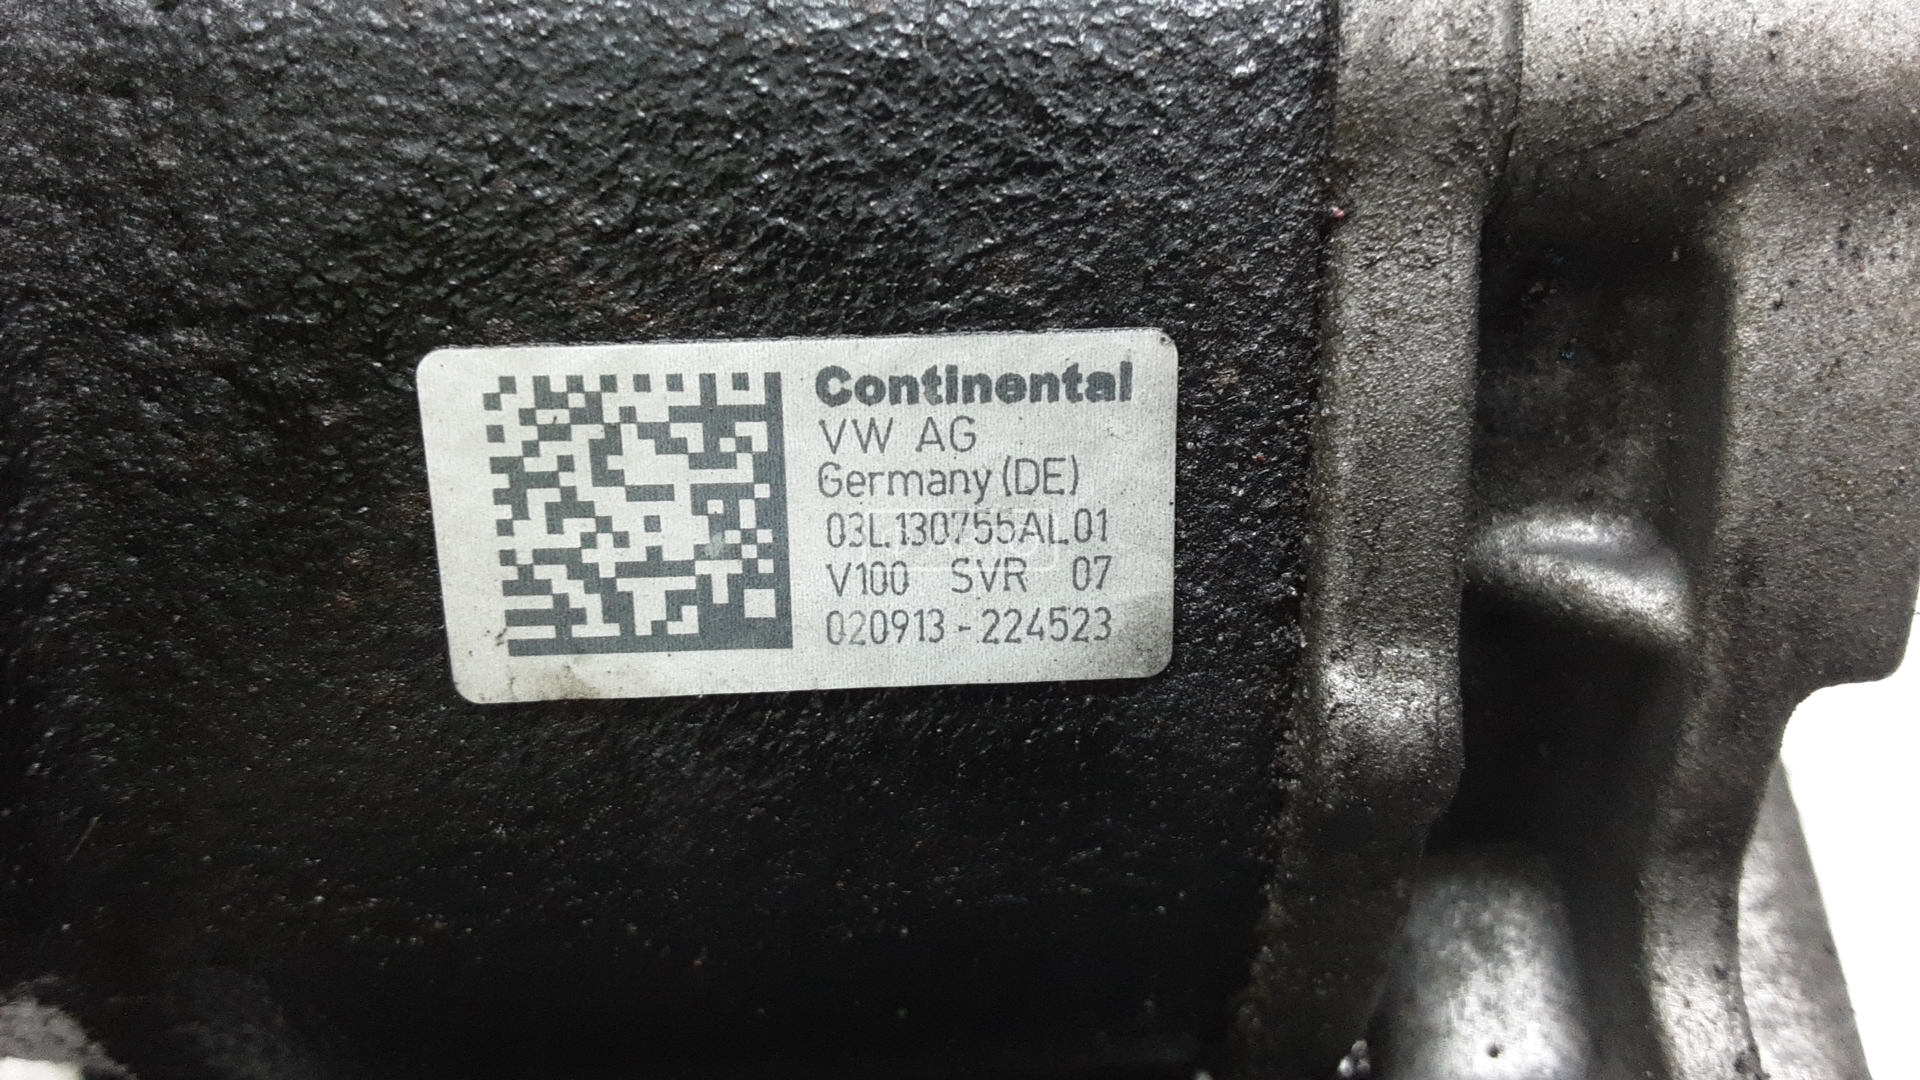 Continental
VW AG
Germany (DE)
03L130755AL01
V100 SVR 07
020913-224523